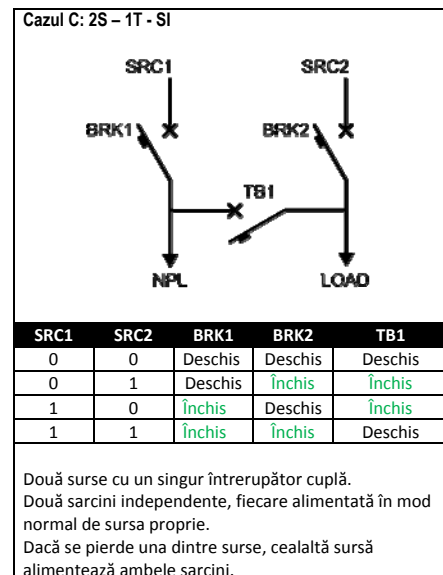 Cazul C: 2S – 1T - SI
SRC1 SRC2
BRK1 BRK2
TB1
NPL LOAD
SRC1 SRC2 BRK1 BRK2 TB1
0 0 Deschis Deschis Deschis
0 1 Deschis Închis Închis
1 0 Închis Deschis Închis
1 1 Închis Închis Deschis
Două surse cu un singur întrerupător cuplă.
Două sarcini independente, fiecare alimentată în mod
normal de sursa proprie.
Dacă se pierde una dintre surse, cealaltă sursă
alimentează ambele sarcini.